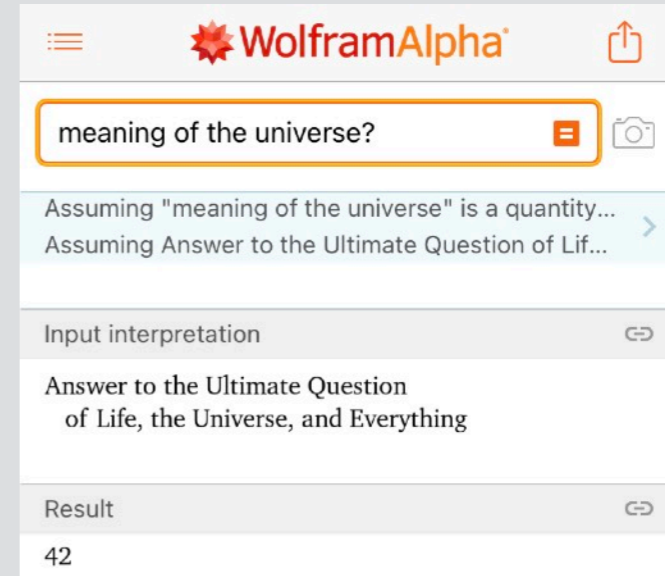 WolframAlpha
meaning of the universe?
Assuming "meaning of the universe" is a quantity...
Assuming Answer to the Ultimate Question of Lif...
Input interpretation
Answer to the Ultimate Question
of Life, the Universe, and Everything
Result
42